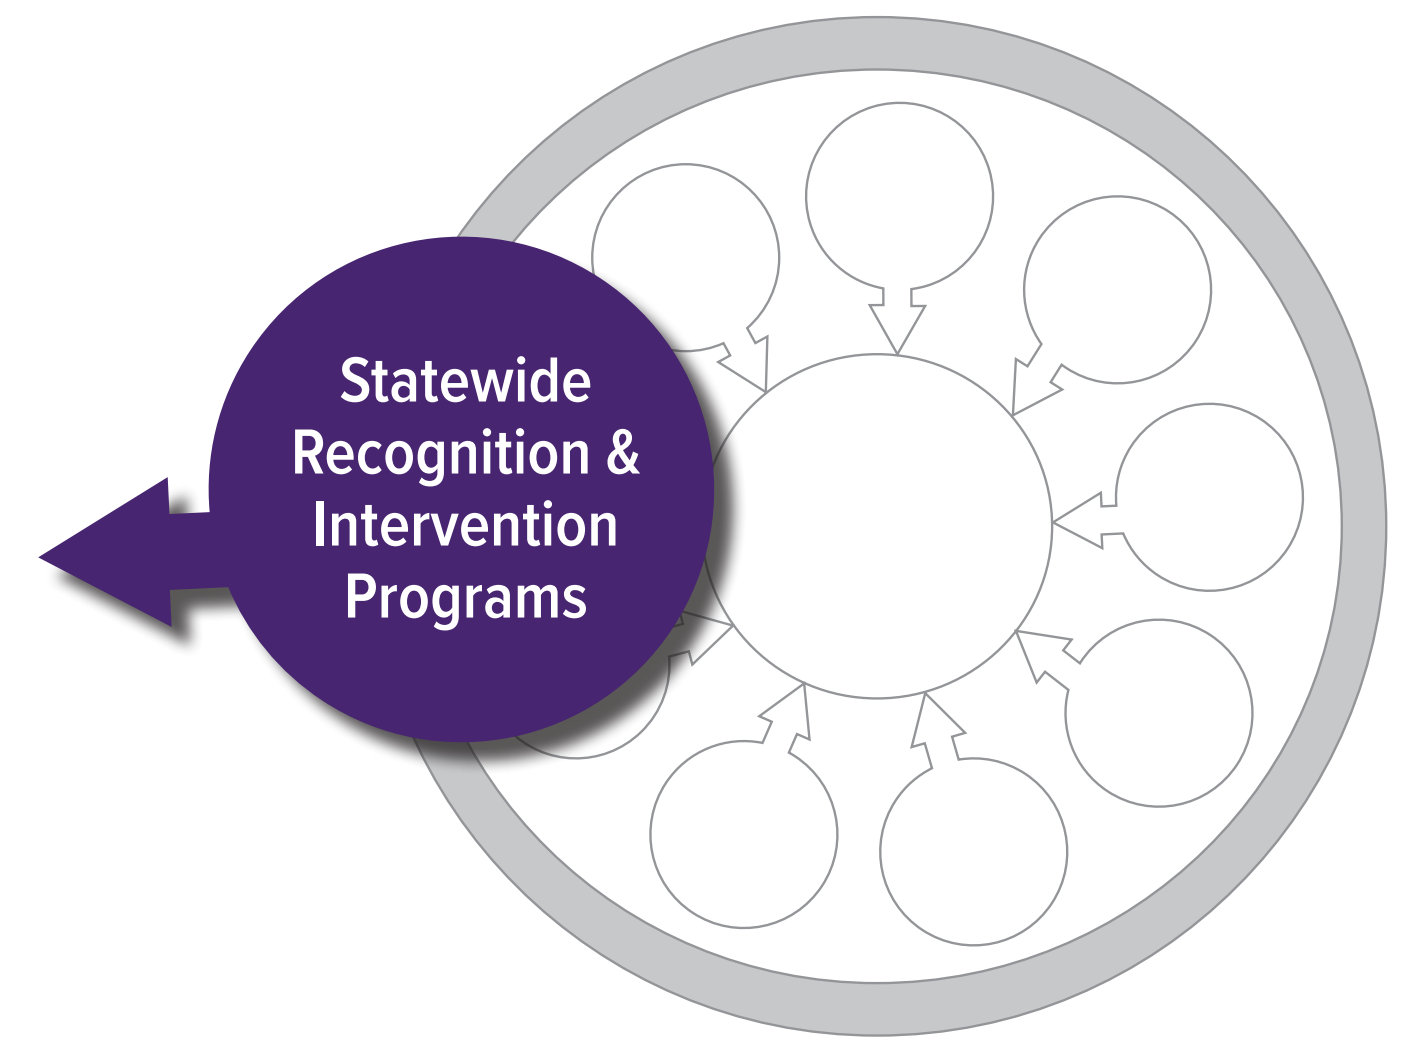 Statewide
Recognition &
Intervention
Programs